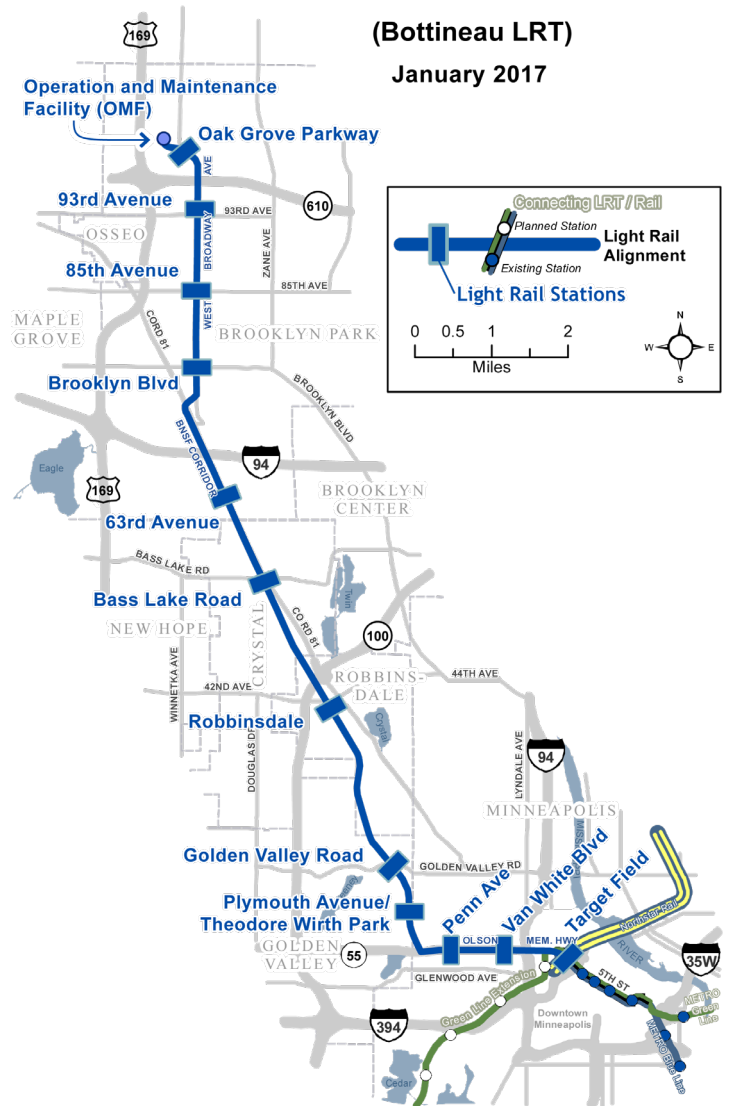 (Bottineau LRT)
January 2017
169
Operation and Maintenance
Facility (OMF)
Oak Grove Parkway
AVE
93rd Avenue
93RD AVE
610
OSSEO
BROADWAY
ZANE AVE
85th Avenue
85TH AVE
WEST
MAPLE
GROVE
CORD 81
BROOKLYN PARK
Brooklyn Blvd
BROOKLYN BLVD
Connecting LRT / Rail
Planned Station
Light Rail
Alignment
Existing Station
Light Rail Stations
0 0.5 1 2
Miles
N
W E
S
BNSF CORRIDOR
94
Eagle
169
BROOKLYN
CENTER
63rd Avenue
BASS LAKE RD
Bass Lake Road
Twin
NEW HOPE
CRYSTAL
CO RD 81
100
WINNETKA AVE
ROBBINS-
DALE
44TH AVE
42ND AVE
Robbinsdale
Crystal
DOUGLAS DR
LYNDALE AVE
94
MINNEAPOLIS
Golden Valley Road
GOLDEN VALLEY RD
Plymouth Avenue/
Theodore Wirth Park
Penn Ave
Van White Blvd
Target Field
Northstar Rail
RIVER
GOLDEN
VALLEY
55
OLSON
MEM. HWY
GLENWOOD AVE
35W
5TH ST
Green Line Extension
Downtown
Minneapolis
METRO
Green
Line
METRO Blue Line
394
Cedar